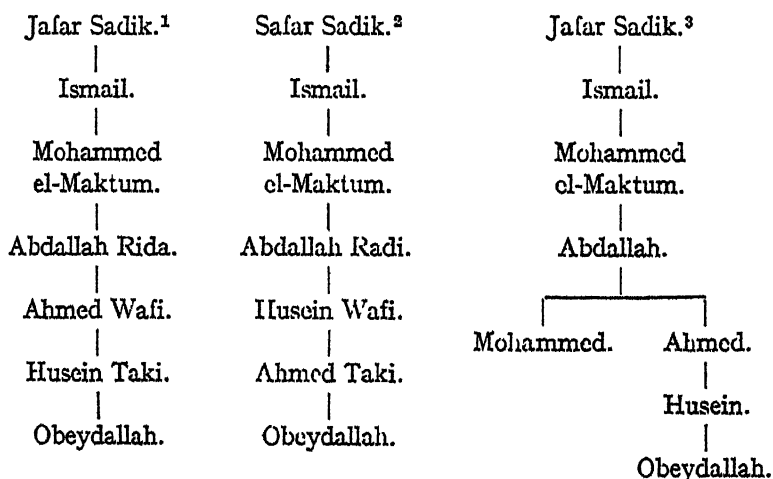 Jafar Sadik.¹ Safar Sadik.² Jafar Sadik.³
Ismail. Ismail. Ismail.
Mohammed Mohammed Mohammed
el-Maktum. el-Maktum. el-Maktum.
Abdallah Rida. Abdallah Radi. Abdallah.
Ahmed Wafi. Husein Wafi.
Mohammed. Ahmed.
Husein Taki. Ahmed Taki.
Husein.
Obeydallah. Obeydallah.
Obeydallah.